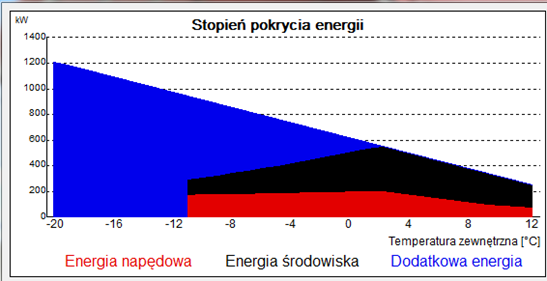 Stopień pokrycia energii
kW
1400
1200
1000
800
600
400
200
0
-20 -16 -12 -8 -4 0 4 8 12
Temperatura zewnętrzna [°C]
Energia napędowa Energia środowiska Dodatkowa energia